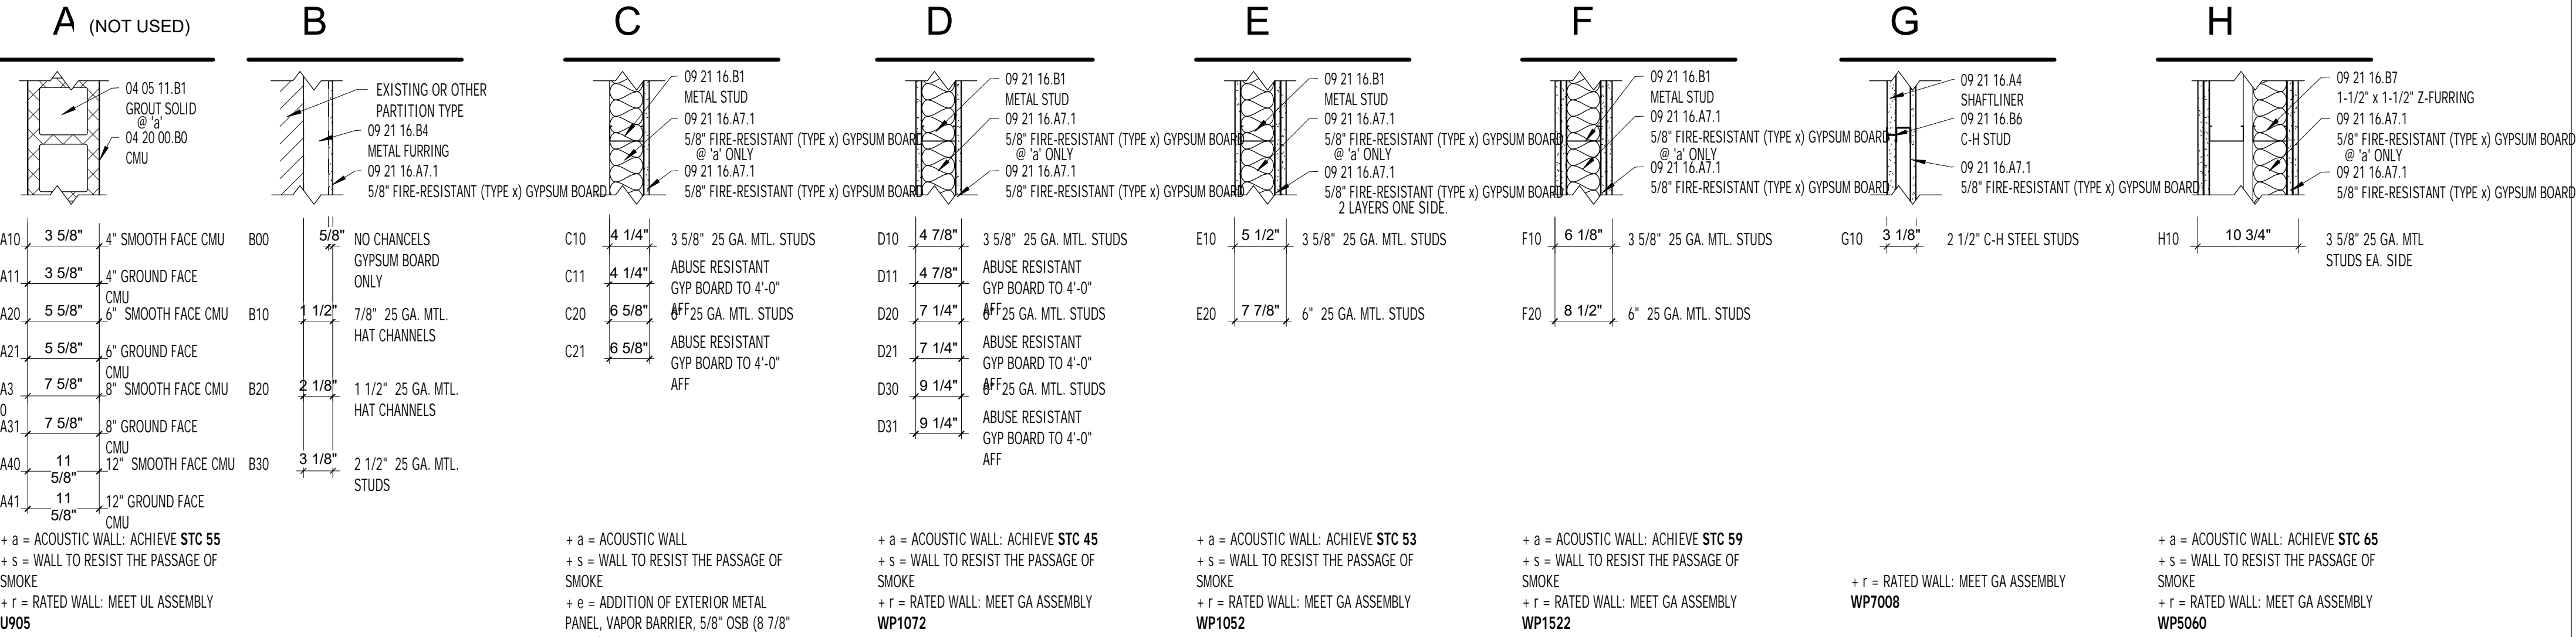 A (NOT USED)
04 05 11.B1
GROUT SOLID
@ 'a'
04 20 00.B0
CMU
A10 3 5/8" 4" SMOOTH FACE CMU
A11 3 5/8" 4" GROUND FACE
CMU
A20 5 5/8" 6" SMOOTH FACE CMU
A21 5 5/8" 6" GROUND FACE
CMU
A3 7 5/8" 8" SMOOTH FACE CMU
0
A31 7 5/8" 8" GROUND FACE
CMU
A40 11 12" SMOOTH FACE CMU
5/8"
A41 11 12" GROUND FACE
5/8" CMU
+ a = ACOUSTIC WALL: ACHIEVE STC 55
+ s = WALL TO RESIST THE PASSAGE OF
SMOKE
+ r = RATED WALL: MEET UL ASSEMBLY
U905
B
EXISTING OR OTHER
PARTITION TYPE
09 21 16.B4
METAL FURRING
09 21 16.A7.1
5/8" FIRE-RESISTANT (TYPE x) GYPSUM BOARD
B00 5/8" NO CHANCELS
GYPSUM BOARD
ONLY
B10 1 1/2" 7/8" 25 GA. MTL.
HAT CHANNELS
B20 2 1/8" 1 1/2" 25 GA. MTL.
HAT CHANNELS
B30 3 1/8" 2 1/2" 25 GA. MTL.
STUDS
C
09 21 16.B1
METAL STUD
09 21 16.A7.1
5/8" FIRE-RESISTANT (TYPE x) GYPSUM BOARD
@ 'a' ONLY
09 21 16.A7.1
5/8" FIRE-RESISTANT (TYPE x) GYPSUM BOARD
C10 4 1/4" 3 5/8" 25 GA. MTL. STUDS
C11 4 1/4" ABUSE RESISTANT
GYP BOARD TO 4'-0"
AFF
C20 6 5/8" 6" 25 GA. MTL. STUDS
C21 6 5/8" ABUSE RESISTANT
GYP BOARD TO 4'-0"
AFF
+ a = ACOUSTIC WALL
+ s = WALL TO RESIST THE PASSAGE OF
SMOKE
+ e = ADDITION OF EXTERIOR METAL
PANEL, VAPOR BARRIER, 5/8" OSB (8 7/8"
D
09 21 16.B1
METAL STUD
09 21 16.A7.1
5/8" FIRE-RESISTANT (TYPE x) GYPSUM BOARD
@ 'a' ONLY
09 21 16.A7.1
5/8" FIRE-RESISTANT (TYPE x) GYPSUM BOARD
D10 4 7/8" 3 5/8" 25 GA. MTL. STUDS
D11 4 7/8" ABUSE RESISTANT
GYP BOARD TO 4'-0"
AFF
D20 7 1/4" 6" 25 GA. MTL. STUDS
D21 7 1/4" ABUSE RESISTANT
GYP BOARD TO 4'-0"
AFF
D30 9 1/4" 25 GA. MTL. STUDS
D31 9 1/4" ABUSE RESISTANT
GYP BOARD TO 4'-0"
AFF
+ a = ACOUSTIC WALL: ACHIEVE STC 45
+ s = WALL TO RESIST THE PASSAGE OF
SMOKE
+ r = RATED WALL: MEET GA ASSEMBLY
WP1072
E
09 21 16.B1
METAL STUD
09 21 16.A7.1
5/8" FIRE-RESISTANT (TYPE x) GYPSUM BOARD
@ 'a' ONLY
09 21 16.A7.1
5/8" FIRE-RESISTANT (TYPE x) GYPSUM BOARD
2 LAYERS ONE SIDE.
E10 5 1/2" 3 5/8" 25 GA. MTL. STUDS
E20 7 7/8" 6" 25 GA. MTL. STUDS
+ a = ACOUSTIC WALL: ACHIEVE STC 53
+ s = WALL TO RESIST THE PASSAGE OF
SMOKE
+ r = RATED WALL: MEET GA ASSEMBLY
WP1052
F
09 21 16.B1
METAL STUD
09 21 16.A7.1
5/8" FIRE-RESISTANT (TYPE x) GYPSUM BOARD
@ 'a' ONLY
09 21 16.A7.1
5/8" FIRE-RESISTANT (TYPE x) GYPSUM BOARD
F10 6 1/8" 3 5/8" 25 GA. MTL. STUDS
F20 8 1/2" 6" 25 GA. MTL. STUDS
+ a = ACOUSTIC WALL: ACHIEVE STC 59
+ s = WALL TO RESIST THE PASSAGE OF
SMOKE
+ r = RATED WALL: MEET GA ASSEMBLY
WP1522
G
09 21 16.A4
SHAFTLINER
09 21 16.B6
C-H STUD
09 21 16.A7.1
5/8" FIRE-RESISTANT (TYPE x) GYPSUM BOARD
G10 3 1/8" 2 1/2" C-H STEEL STUDS
+ r = RATED WALL: MEET GA ASSEMBLY
WP7008
H
09 21 16.B7
1-1/2" x 1-1/2" Z-FURRING
09 21 16.A7.1
5/8" FIRE-RESISTANT (TYPE x) GYPSUM BOARD
@ 'a' ONLY
09 21 16.A7.1
5/8" FIRE-RESISTANT (TYPE x) GYPSUM BOARD
H10 10 3/4" 3 5/8" 25 GA. MTL
STUDS EA. SIDE
+ a = ACOUSTIC WALL: ACHIEVE STC 65
+ s = WALL TO RESIST THE PASSAGE OF
SMOKE
+ r = RATED WALL: MEET GA ASSEMBLY
WP5060